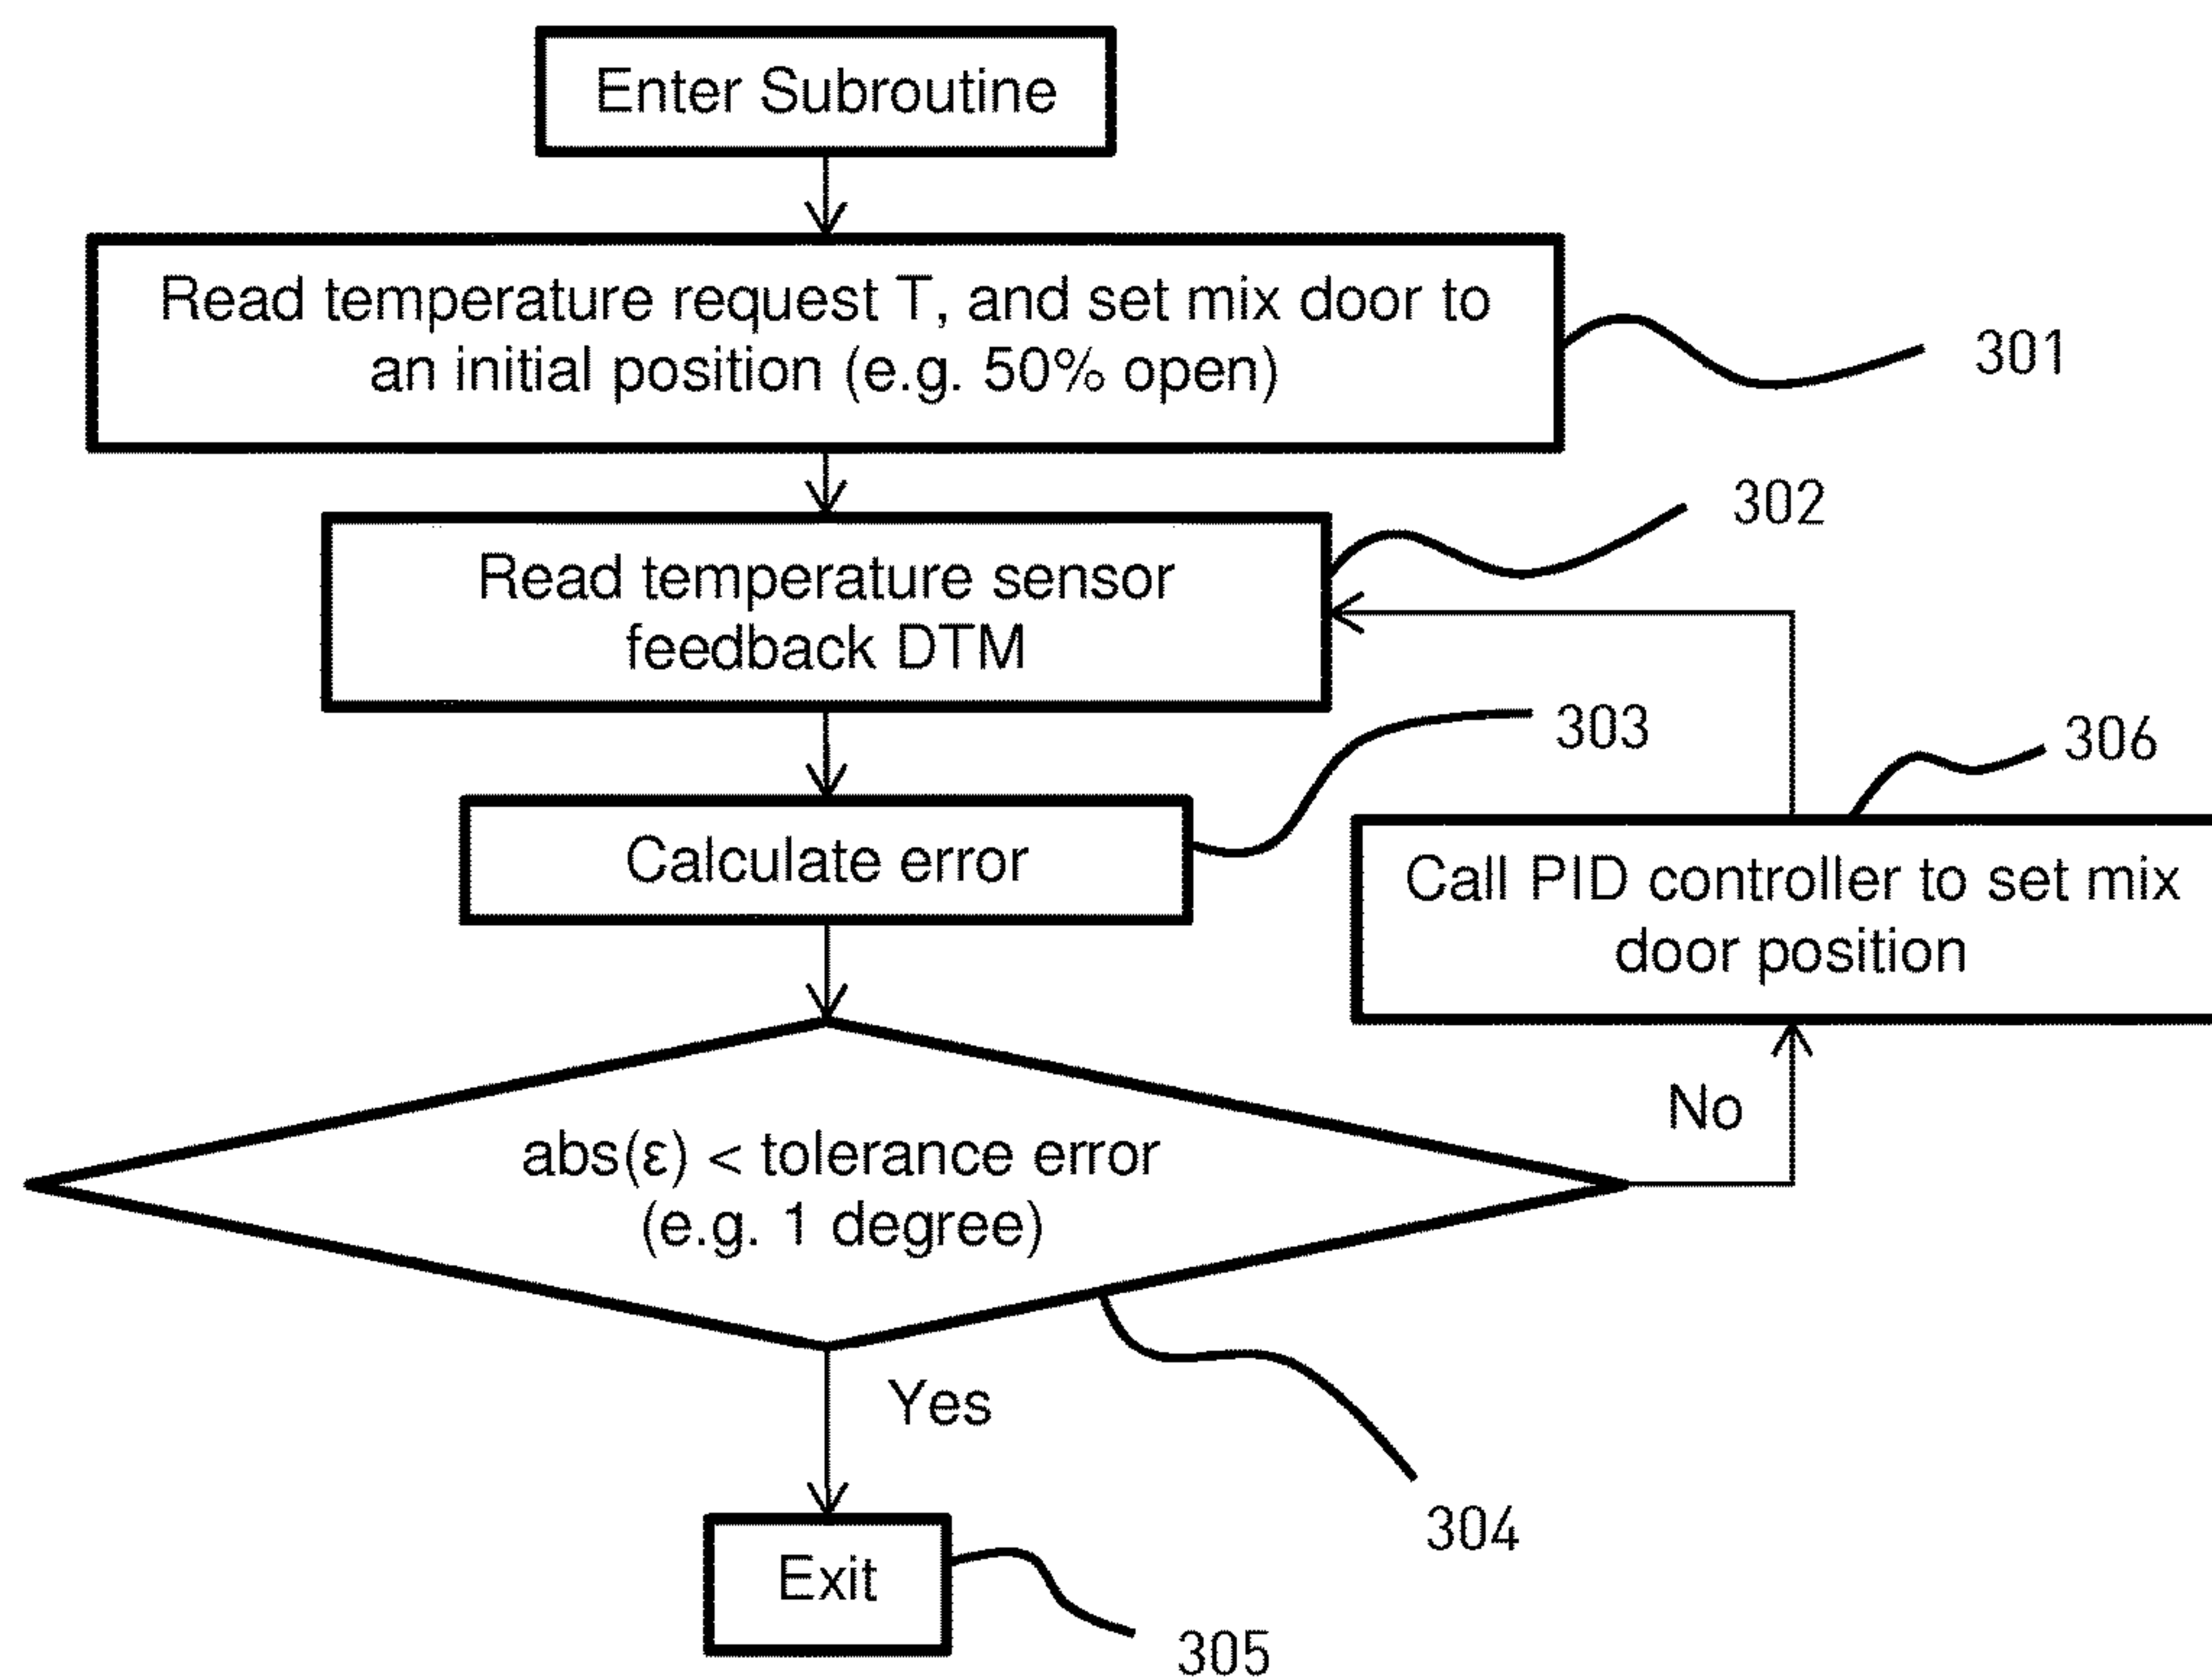 Enter Subroutine
Read temperature request T, and set mix door to
an initial position (e.g. 50% open)
301
302
Read temperature sensor
feedback DTM
303
306
Calculate error
Call PID controller to set mix
door position
No
abs(ε) < tolerance error
(e.g. 1 degree)
Yes
304
Exit
305